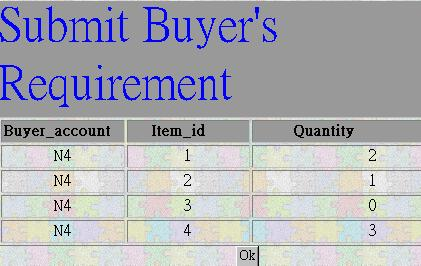 Submit Buyer's
Requirement
Buyer_account Item_id Quantity
N4 1 2
N4 2 1
N4 3 0
N4 4 3
Ok